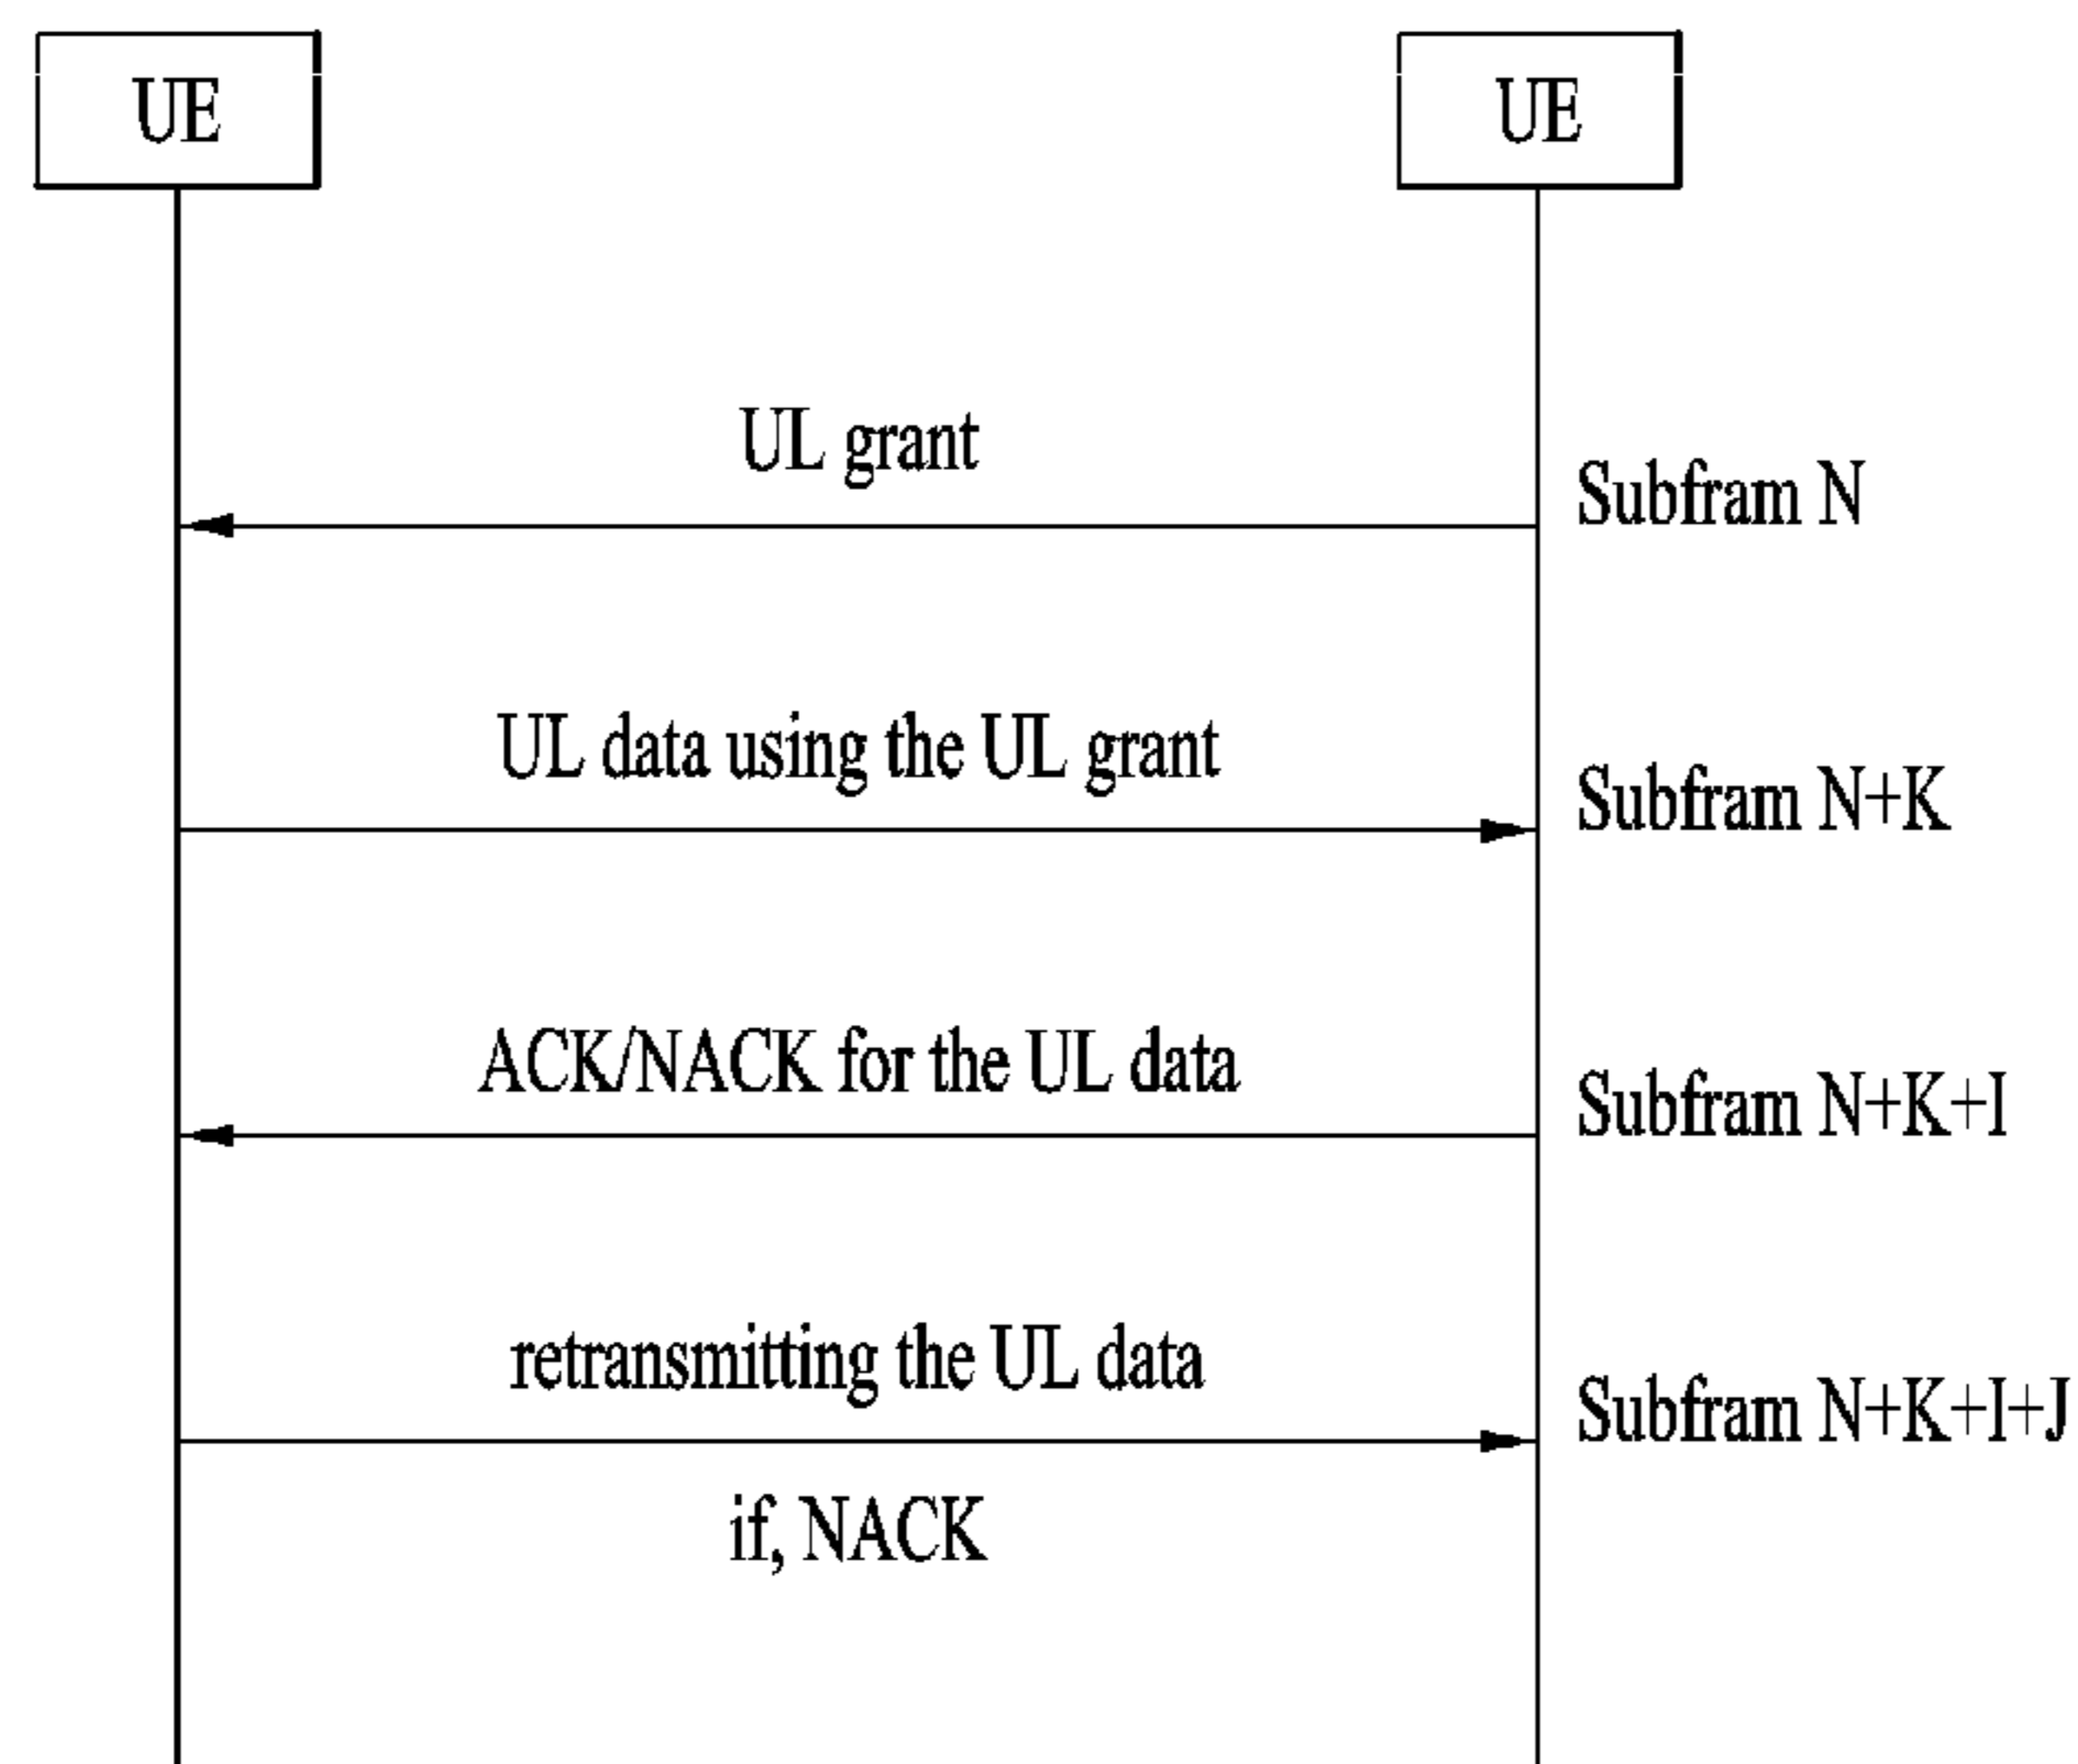 UE
UE
UL grant
Subfram N
UL data using the UL grant
Subfram N+K
ACK/NACK for the UL data
Subfram N+K+I
retransmitting the UL data
Subfram N+K+I+J
if, NACK